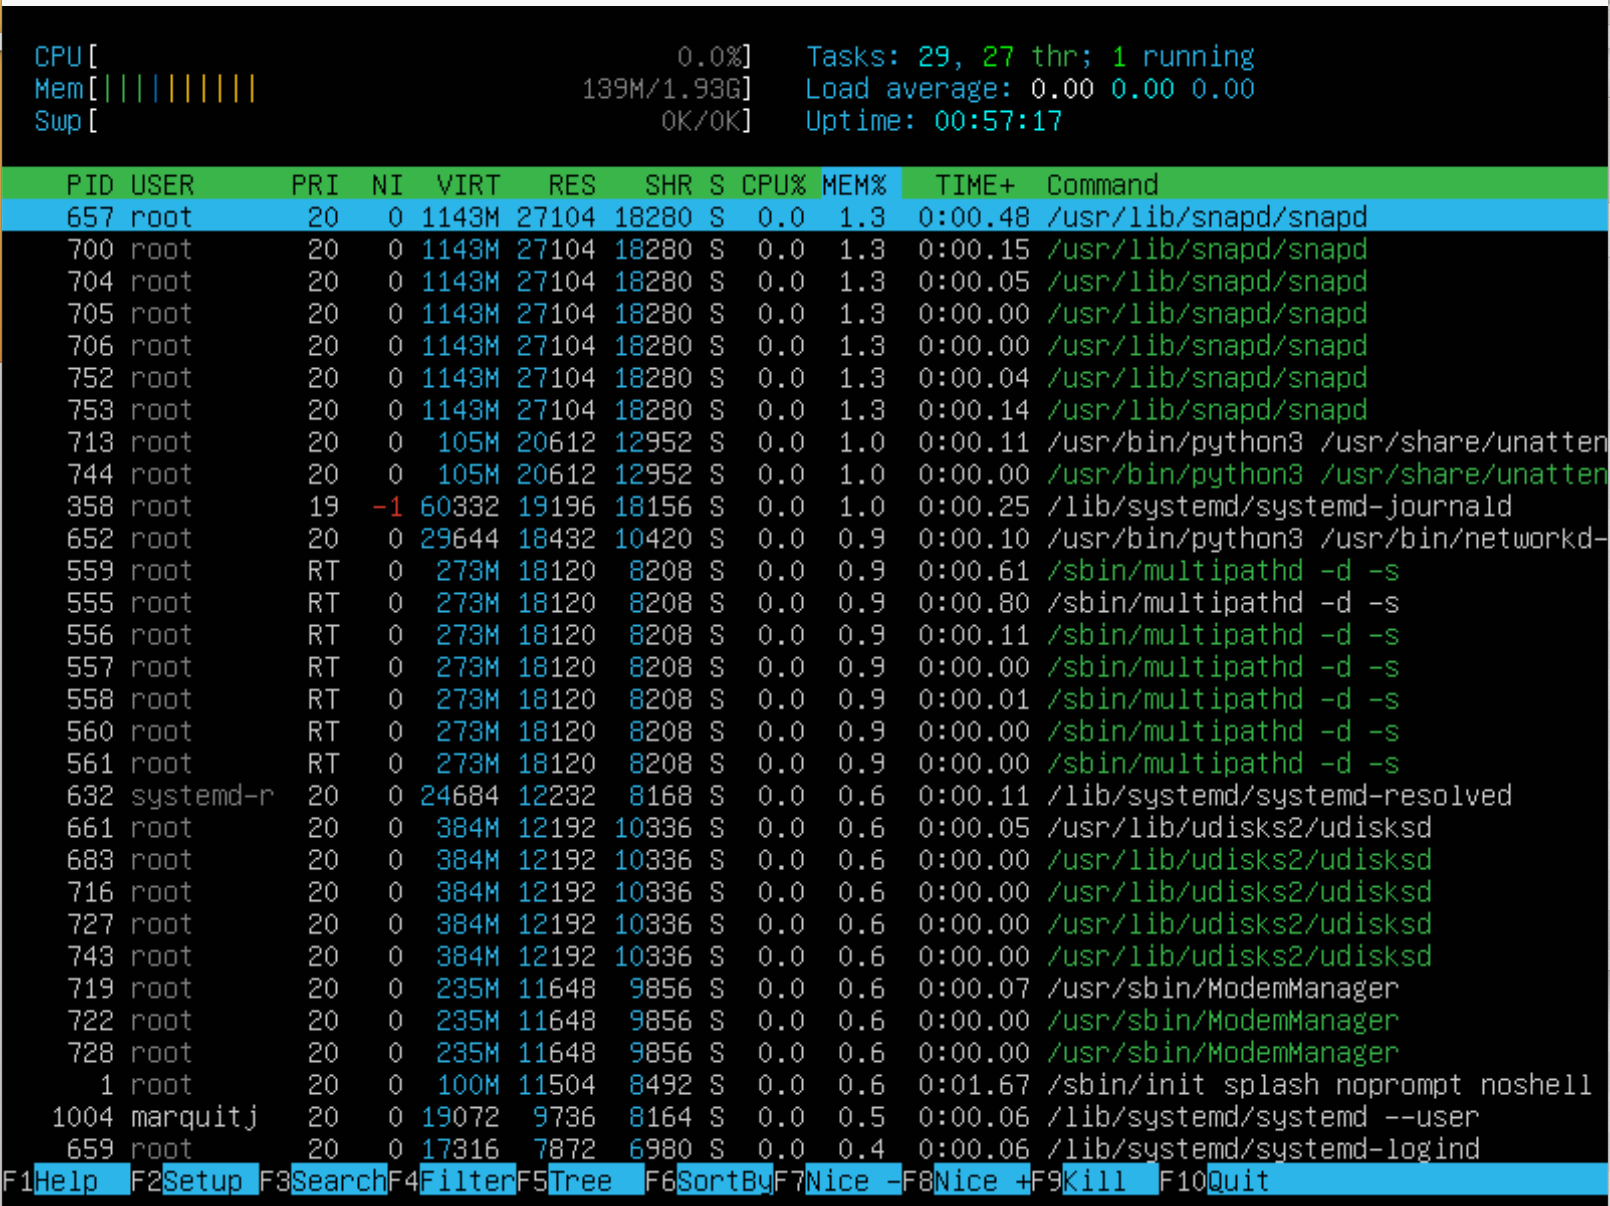 CPU[ 0.0%] Tasks: 29, 27 thr; 1 running
Mem[|||||||||| 139M/1.93G] Load average: 0.00 0.00 0.00
Swp[ 0K/0K] Uptime: 00:57:17
PID USER PRI NI VIRT RES SHR S CPU% MEM% TIME+ Command
657 root 20 0 1143M 27104 18280 S 0.0 1.3 0:00.48 /usr/lib/snapd/snapd
700 root 20 0 1143M 27104 18280 S 0.0 1.3 0:00.15 /usr/lib/snapd/snapd
704 root 20 0 1143M 27104 18280 S 0.0 1.3 0:00.05 /usr/lib/snapd/snapd
705 root 20 0 1143M 27104 18280 S 0.0 1.3 0:00.00 /usr/lib/snapd/snapd
706 root 20 0 1143M 27104 18280 S 0.0 1.3 0:00.00 /usr/lib/snapd/snapd
752 root 20 0 1143M 27104 18280 S 0.0 1.3 0:00.04 /usr/lib/snapd/snapd
753 root 20 0 1143M 27104 18280 S 0.0 1.3 0:00.14 /usr/lib/snapd/snapd
713 root 20 0 105M 20612 12952 S 0.0 1.0 0:00.11 /usr/bin/python3 /usr/share/unatten
744 root 20 0 105M 20612 12952 S 0.0 1.0 0:00.00 /usr/bin/python3 /usr/share/unatten
358 root 19 -1 60332 19196 18156 S 0.0 1.0 0:00.25 /lib/systemd/systemd-journald
652 root 20 0 29644 18432 10420 S 0.0 0.9 0:00.10 /usr/bin/python3 /usr/bin/networkd-
559 root RT 0 273M 18120 8208 S 0.0 0.9 0:00.61 /sbin/multipathd -d -s
555 root RT 0 273M 18120 8208 S 0.0 0.9 0:00.80 /sbin/multipathd -d -s
556 root RT 0 273M 18120 8208 S 0.0 0.9 0:00.11 /sbin/multipathd -d -s
557 root RT 0 273M 18120 8208 S 0.0 0.9 0:00.00 /sbin/multipathd -d -s
558 root RT 0 273M 18120 8208 S 0.0 0.9 0:00.01 /sbin/multipathd -d -s
560 root RT 0 273M 18120 8208 S 0.0 0.9 0:00.00 /sbin/multipathd -d -s
561 root RT 0 273M 18120 8208 S 0.0 0.9 0:00.00 /sbin/multipathd -d -s
632 systemd-r 20 0 24684 12232 8168 S 0.0 0.6 0:00.11 /lib/systemd/systemd-resolved
661 root 20 0 384M 12192 10336 S 0.0 0.6 0:00.05 /usr/lib/udisks2/udisksd
683 root 20 0 384M 12192 10336 S 0.0 0.6 0:00.00 /usr/lib/udisks2/udisksd
716 root 20 0 384M 12192 10336 S 0.0 0.6 0:00.00 /usr/lib/udisks2/udisksd
727 root 20 0 384M 12192 10336 S 0.0 0.6 0:00.00 /usr/lib/udisks2/udisksd
743 root 20 0 384M 12192 10336 S 0.0 0.6 0:00.00 /usr/lib/udisks2/udisksd
719 root 20 0 235M 11648 9856 S 0.0 0.6 0:00.07 /usr/sbin/ModemManager
722 root 20 0 235M 11648 9856 S 0.0 0.6 0:00.00 /usr/sbin/ModemManager
728 root 20 0 235M 11648 9856 S 0.0 0.6 0:00.00 /usr/sbin/ModemManager
1 root 20 0 100M 11504 8492 S 0.0 0.6 0:01.67 /sbin/init splash noprompt noshell
1004 marquitj 20 0 19072 9736 8164 S 0.0 0.5 0:00.06 /lib/systemd/systemd --user
659 root 20 0 17316 7872 6980 S 0.0 0.4 0:00.06 /lib/systemd/systemd-logind
F1Help F2Setup F3SearchF4FilterF5Tree F6SortByF7Nice -F8Nice +F9Kill F10Quit